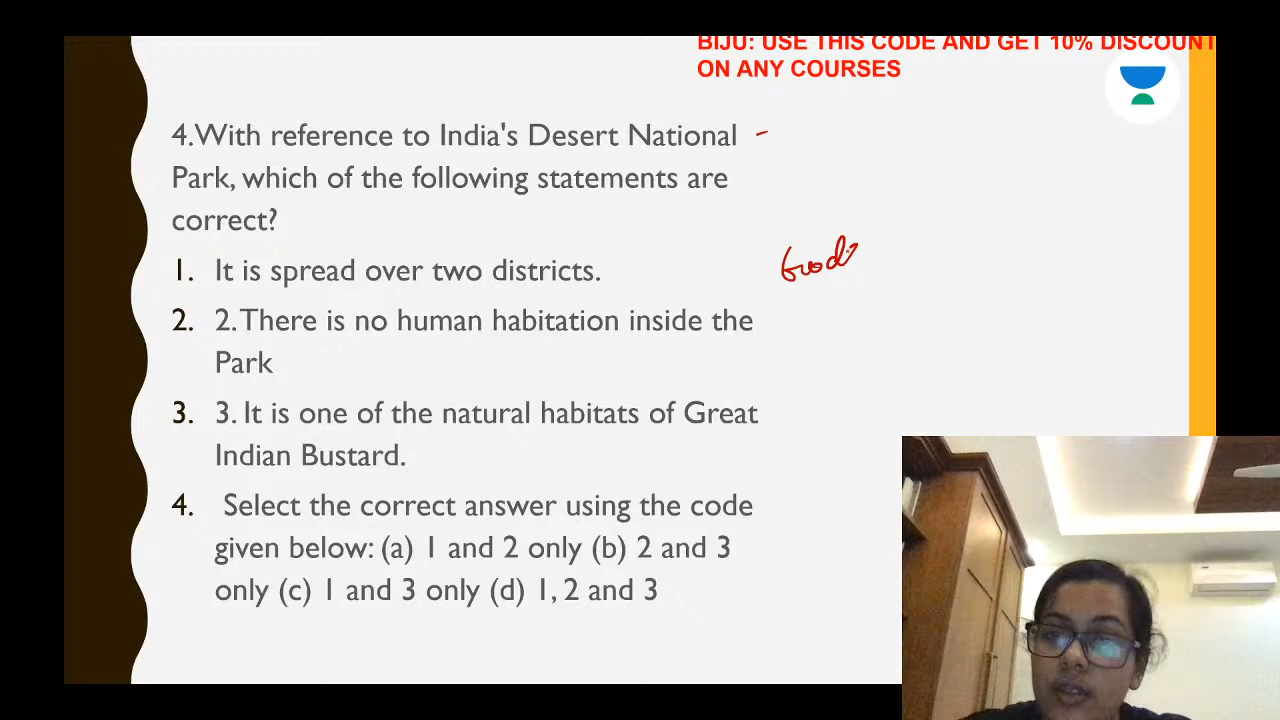 BIJU: USE THIS CODE AND GET 10% DISCOUNT
ON ANY COURSES
4.With reference to India's Desert National
Park, which of the following statements are
correct?
1. It is spread over two districts.
2. 2. There is no human habitation inside the
Park
3. 3. It is one of the natural habitats of Great
Indian Bustard.
4. Select the correct answer using the code
given below: (a) 1 and 2 only (b) 2 and 3
only (c) 1 and 3 only (d) 1, 2 and 3